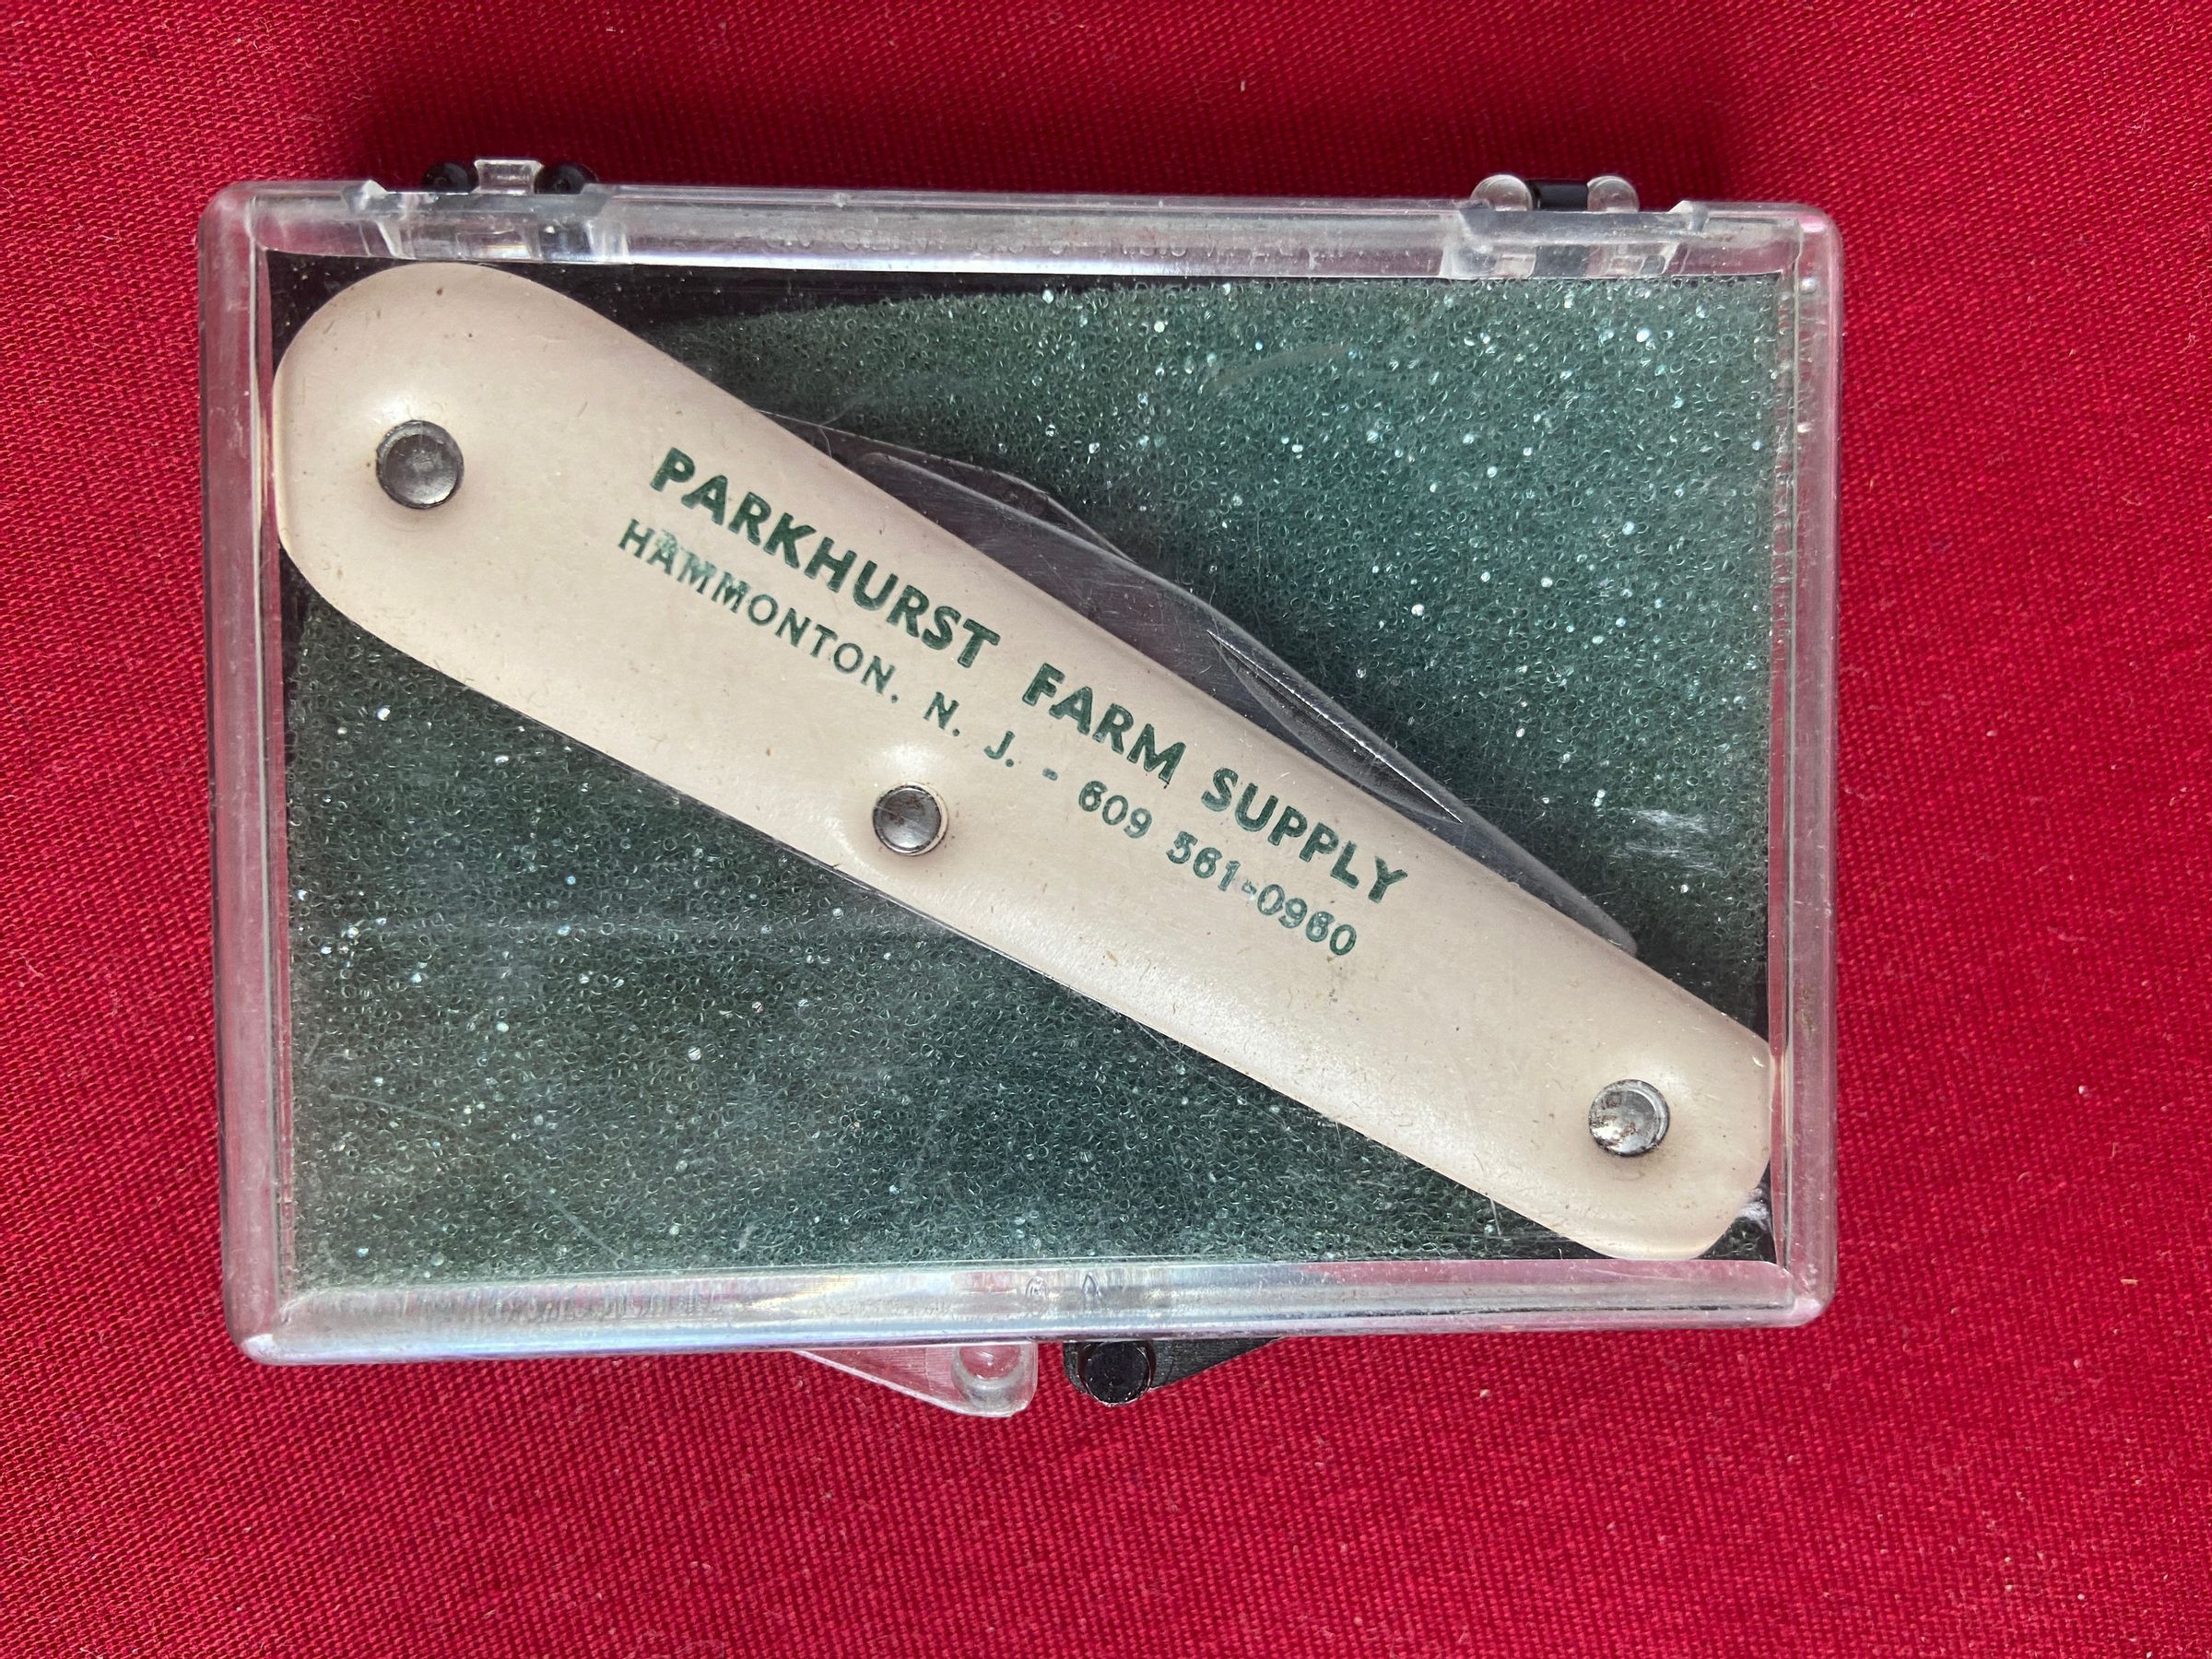 PARKHURST FARM SUPPLY
HAMMONTON, N. J. - 609 561-0960